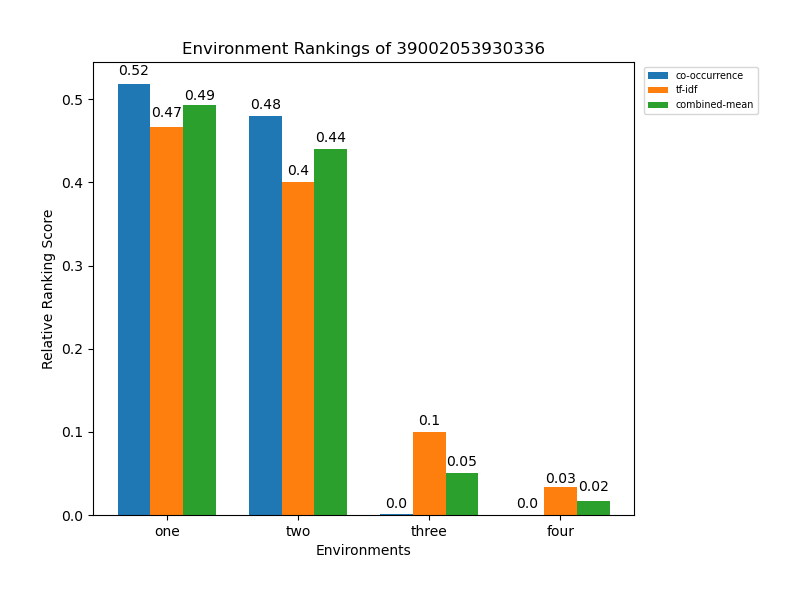 Environment Rankings of 39002053930336
co-occurrence
tf-idf
combined-mean
Relative Ranking Score
0.5
0.4
0.3
0.2
0.1
0.0
0.52
0.47
0.49
0.48
0.4
0.44
0.0
0.1
0.05
0.0
0.03
0.02
one two three four
Environments